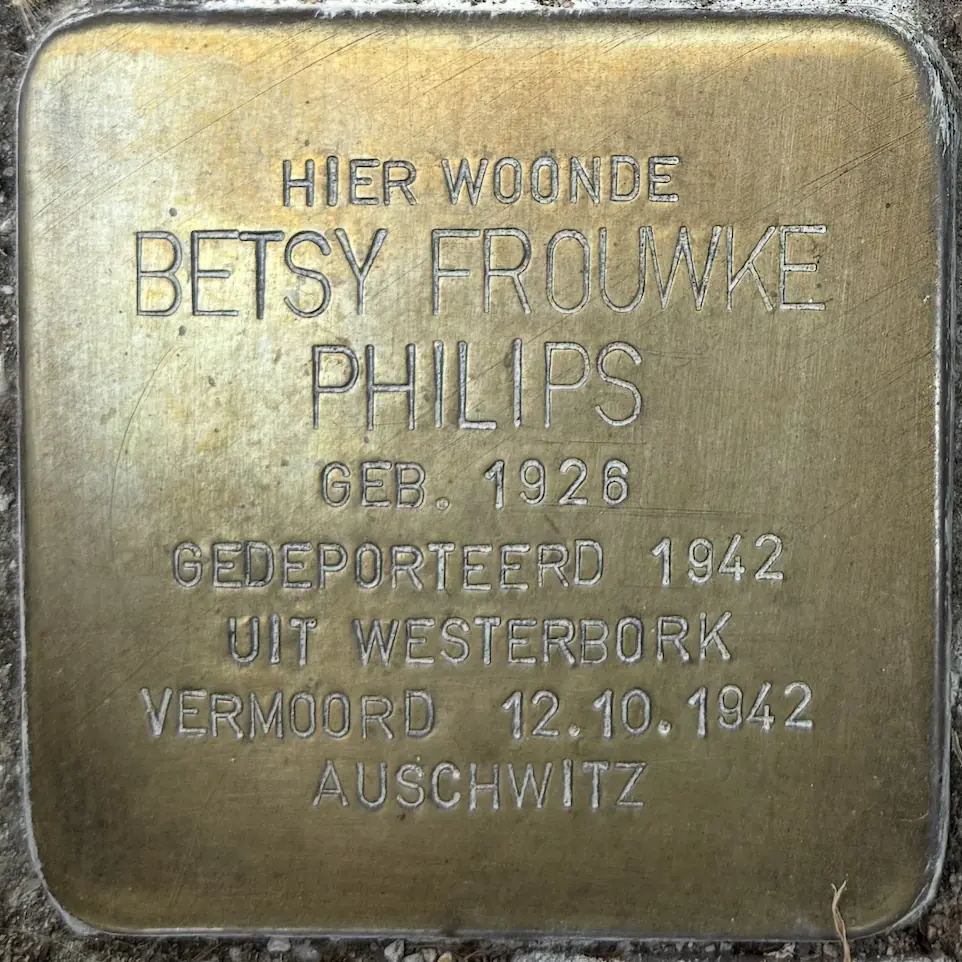 HIER WOONDE
BETSY FROUWKE
PHILIPS
GEB. 1926
GEDEPORTEERD 1942
UIT WESTERBORK
VERMOORD 12.10.1942
AUSCHWITZ